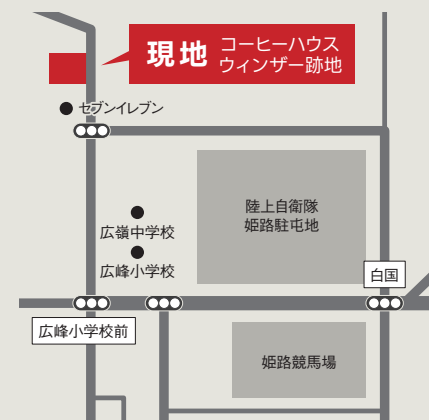 現地
コーヒーハウス
ウィンザー跡地
セブンイレブン
陸上自衛隊
姫路駐屯地
広嶺中学校
広峰小学校
白国
広峰小学校前
姫路競馬場